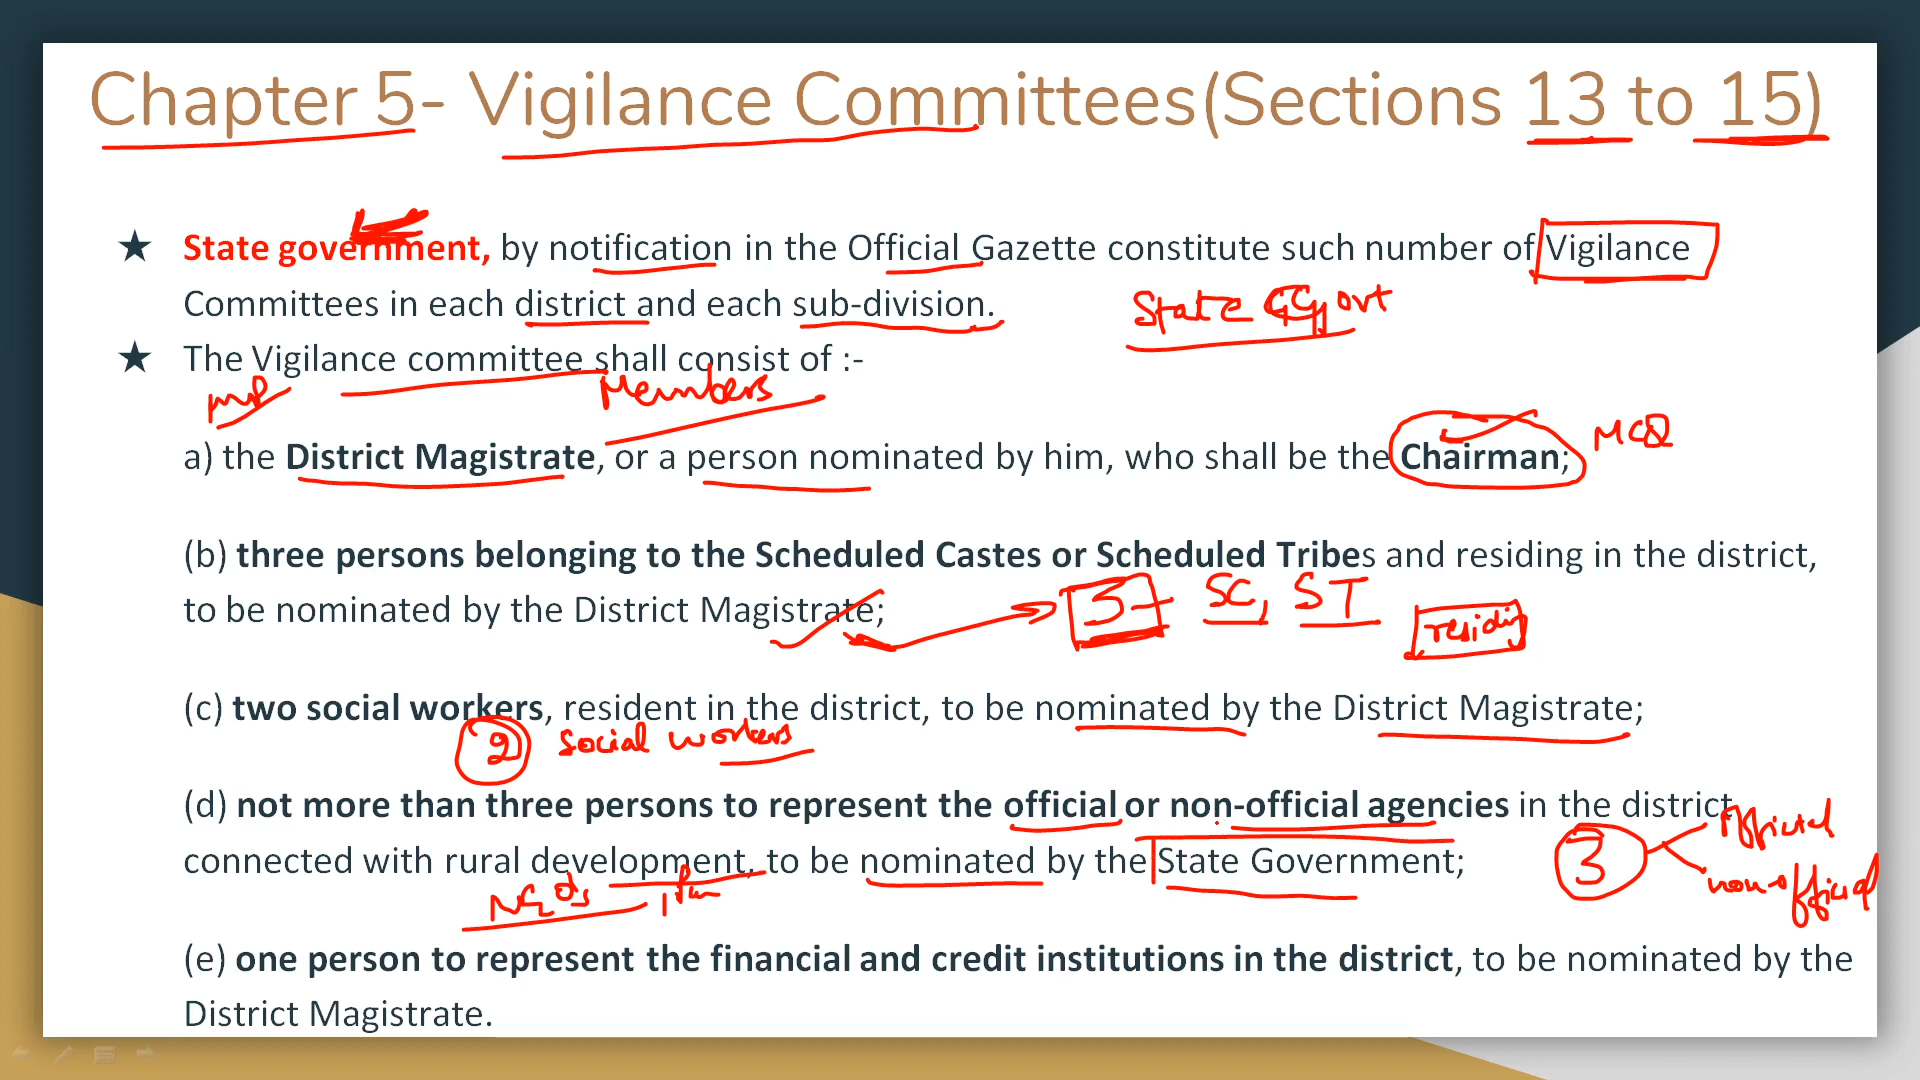 Chapter 5- Vigilance Committees(Sections 13 to 15)
★ State government, by notification in the Official Gazette constitute such number of Vigilance
Committees in each district and each sub-division.
State Govt
★ The Vigilance committee shall consist of :-
Imp
Members
MCQ
a) the District Magistrate, or a person nominated by him, who shall be the Chairman;
(b) three persons belonging to the Scheduled Castes or Scheduled Tribes and residing in the district,
to be nominated by the District Magistrate;
3 - SC, ST
residing
(c) two social workers, resident in the district, to be nominated by the District Magistrate;
2 social workers
(d) not more than three persons to represent the official or non-official agencies in the district
connected with rural development, to be nominated by the State Government;
3
official
non-official
NGOs
(e) one person to represent the financial and credit institutions in the district, to be nominated by the
District Magistrate.